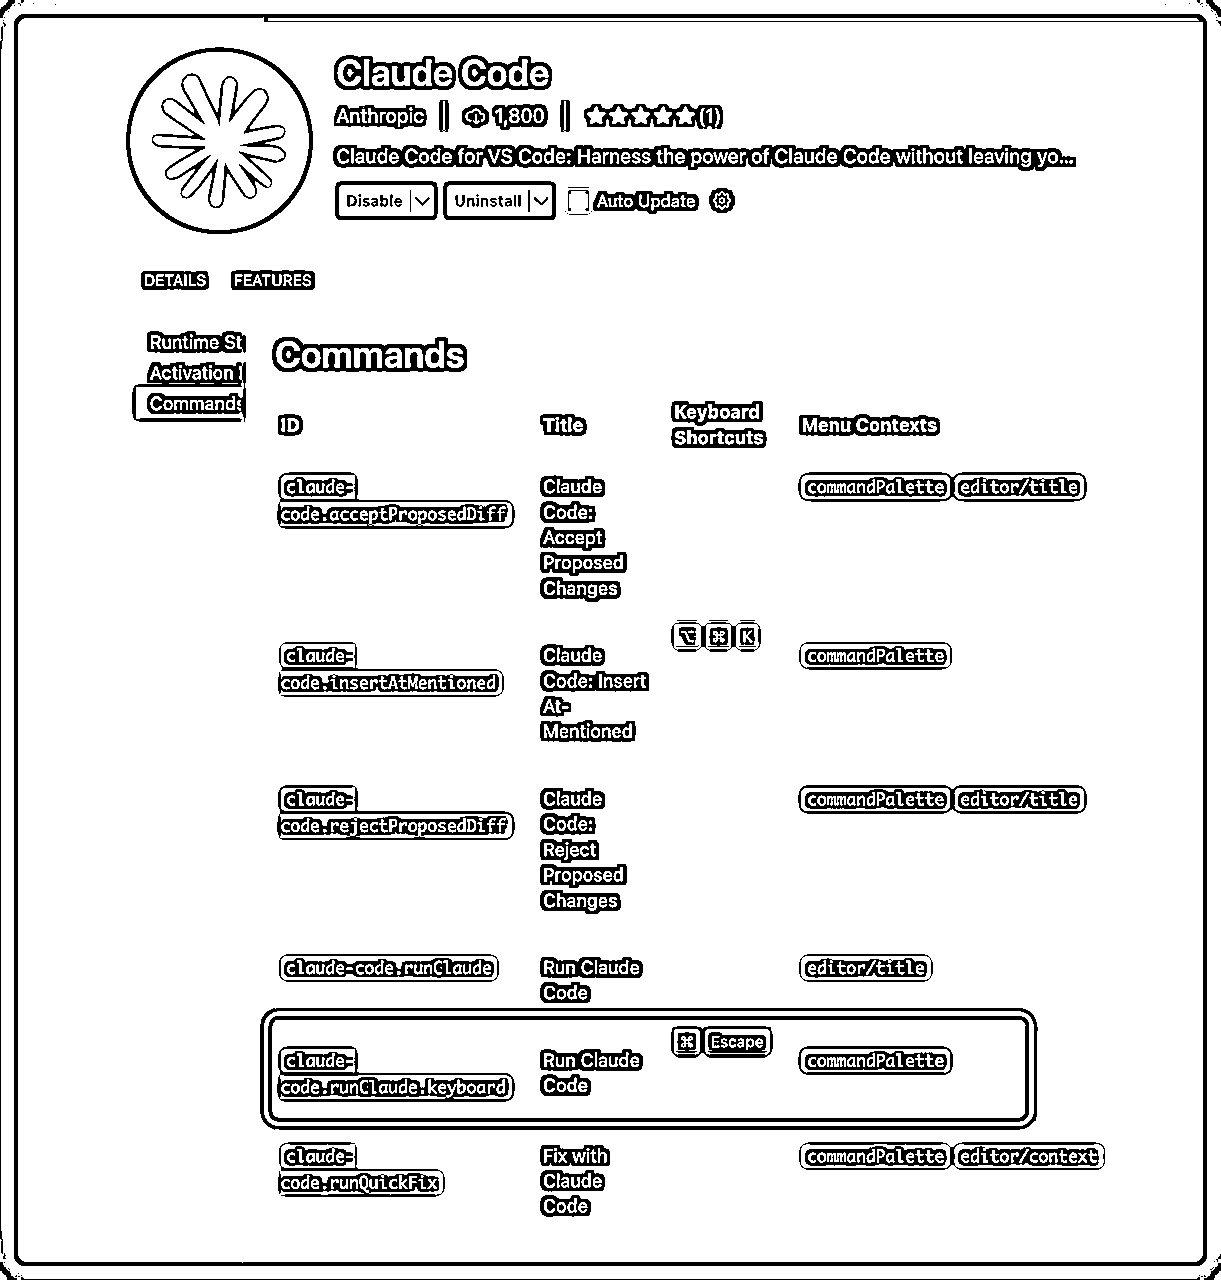 Claude Code
Anthropic | 1,800 | ★★★★★(1)
Claude Code for VS Code: Harness the power of Claude Code without leaving yo...
Disable Uninstall Auto Update
DETAILS FEATURES
Runtime St
Activation
Commands
Commands
ID Title Keyboard Shortcuts Menu Contexts
claude-
code.acceptProposedDiff
Claude
Code:
Accept
Proposed
Changes
commandPalette editor/title
claude-
code.insertAtMentioned
Claude
Code: Insert
At-
Mentioned
⌥ ⌘ K
commandPalette
claude-
code.rejectProposedDiff
Claude
Code:
Reject
Proposed
Changes
commandPalette editor/title
claude-code.runClaude
Run Claude
Code
editor/title
claude-
code.runClaude.keyboard
Run Claude
Code
⌘ Escape
commandPalette
claude-
code.runQuickFix
Fix with
Claude
Code
commandPalette editor/context